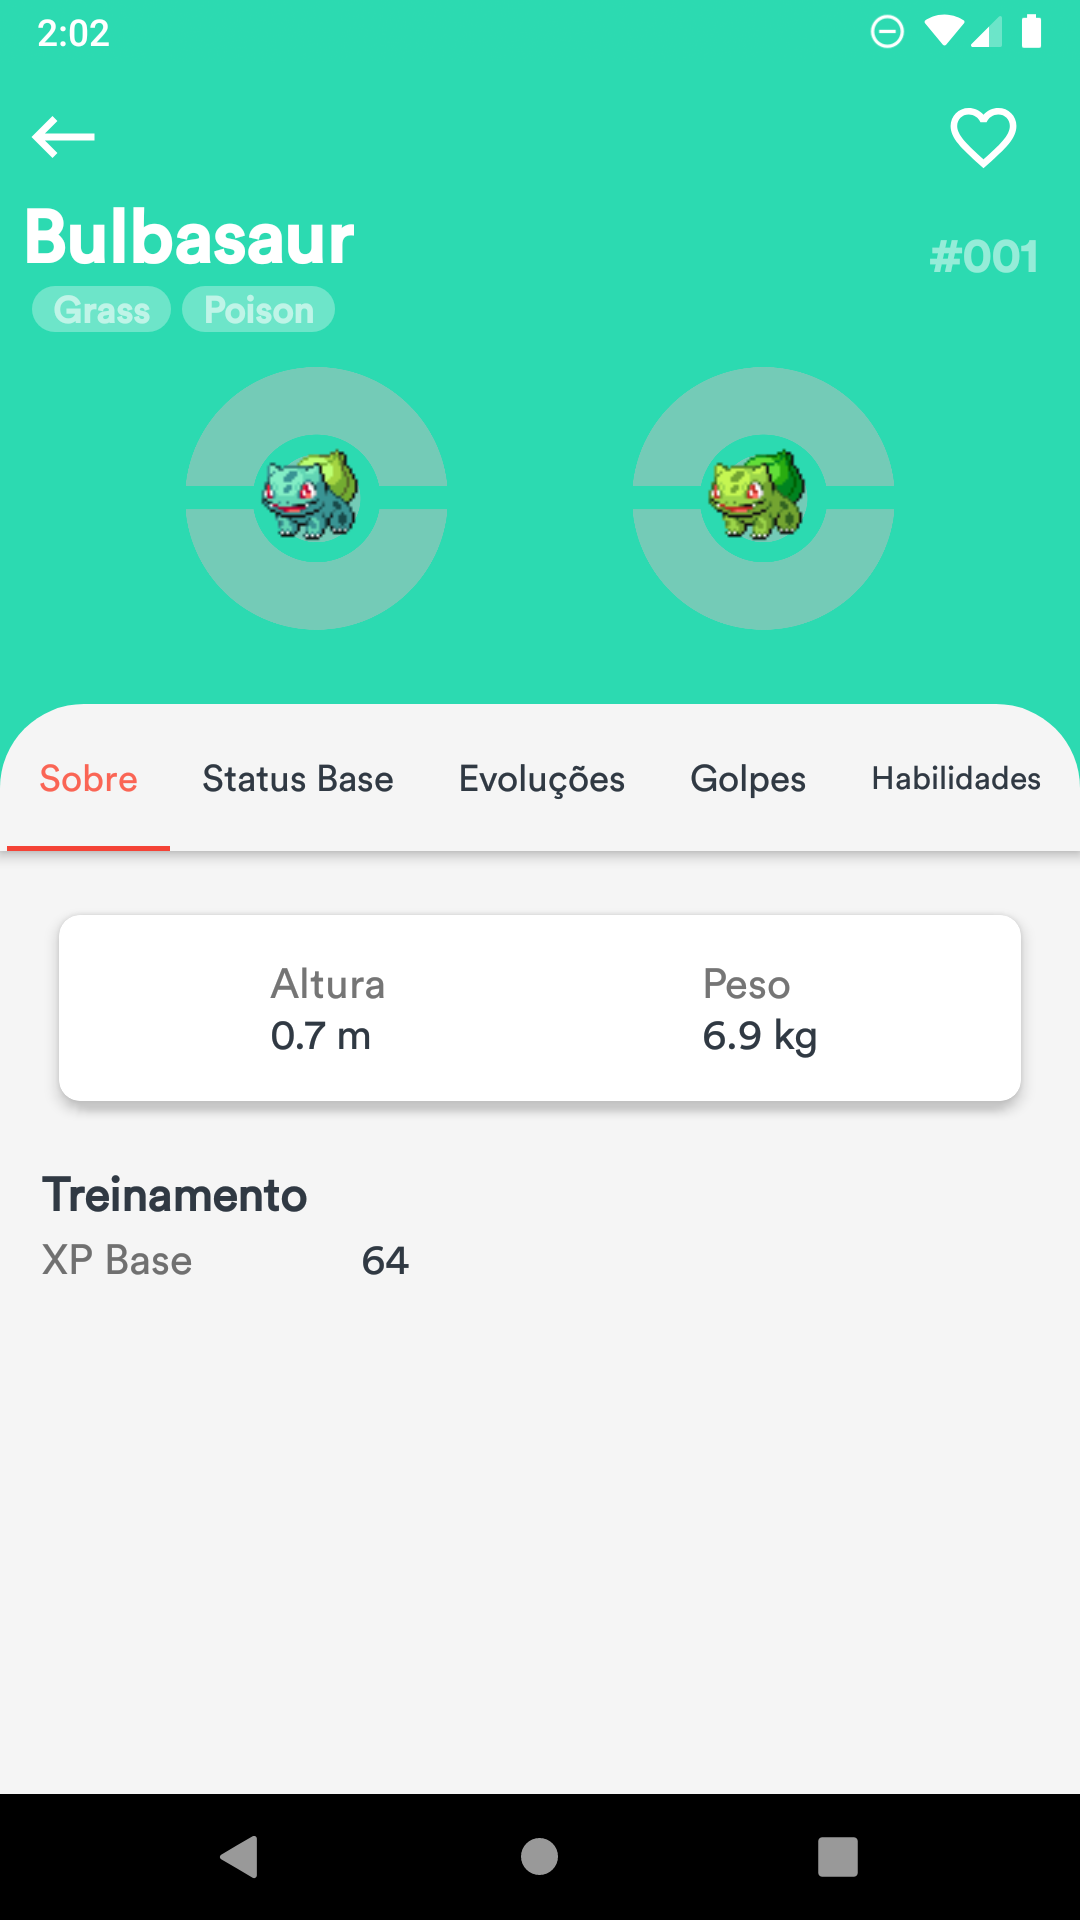 2:02
Bulbasaur
#001
Grass Poison
Sobre Status Base Evoluções Golpes Habilidades
Altura Peso
0.7 m 6.9 kg
Treinamento
XP Base 64